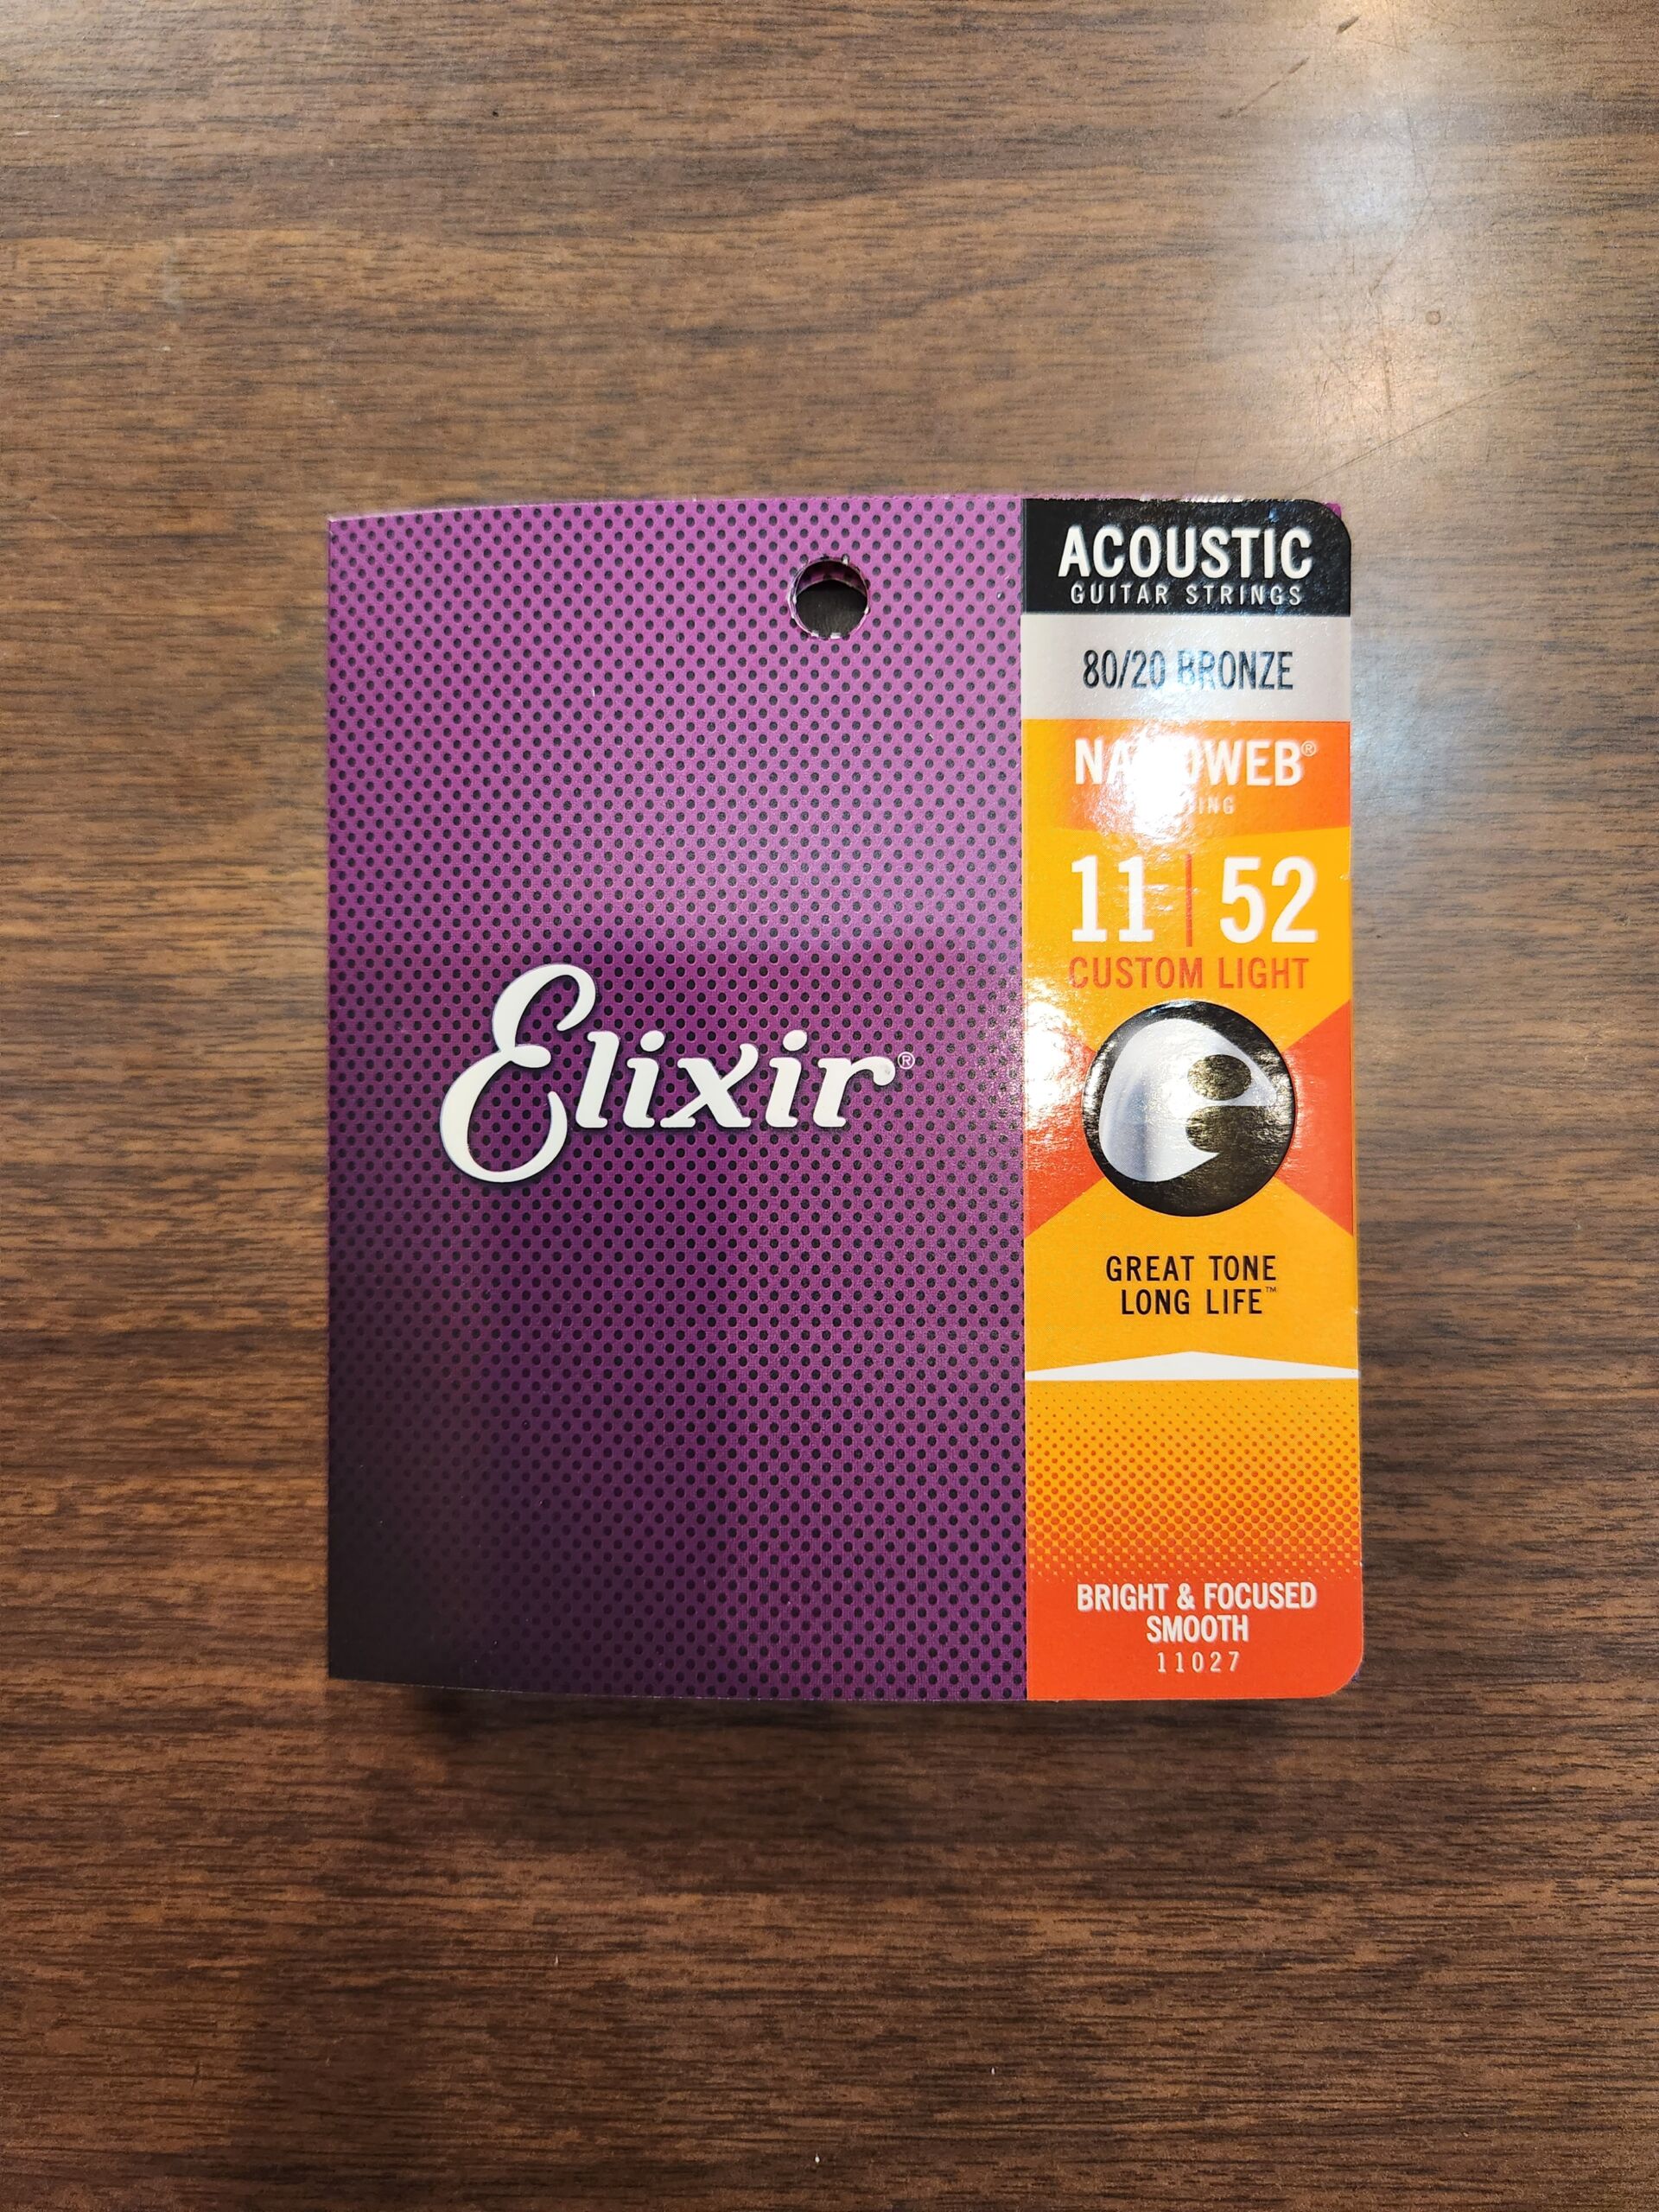 ACOUSTIC
GUITAR STRINGS
80/20 BRONZE
NANOWEB®
11 | 52
CUSTOM LIGHT
Elixir®
GREAT TONE
LONG LIFE™
BRIGHT & FOCUSED
SMOOTH
11027